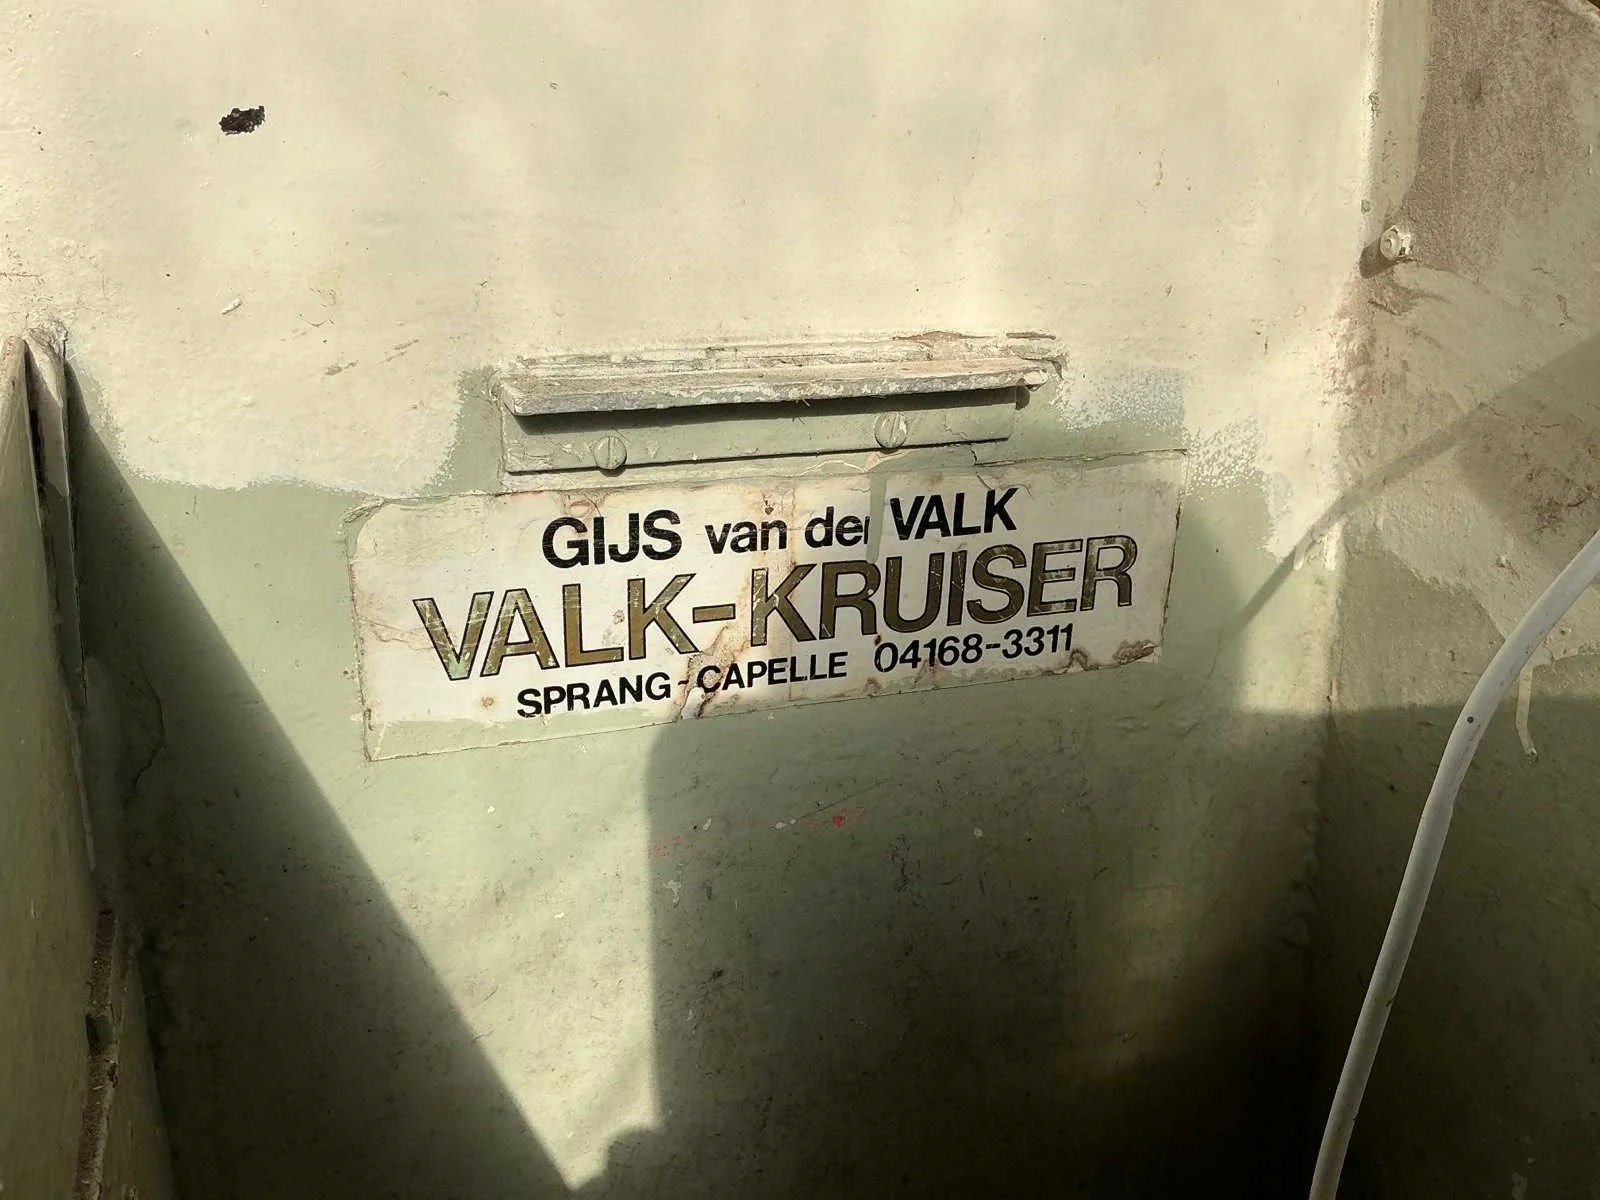 GIJS van der VALK
VALK-KRUISER
SPRANG-CAPELLE 04168-3311